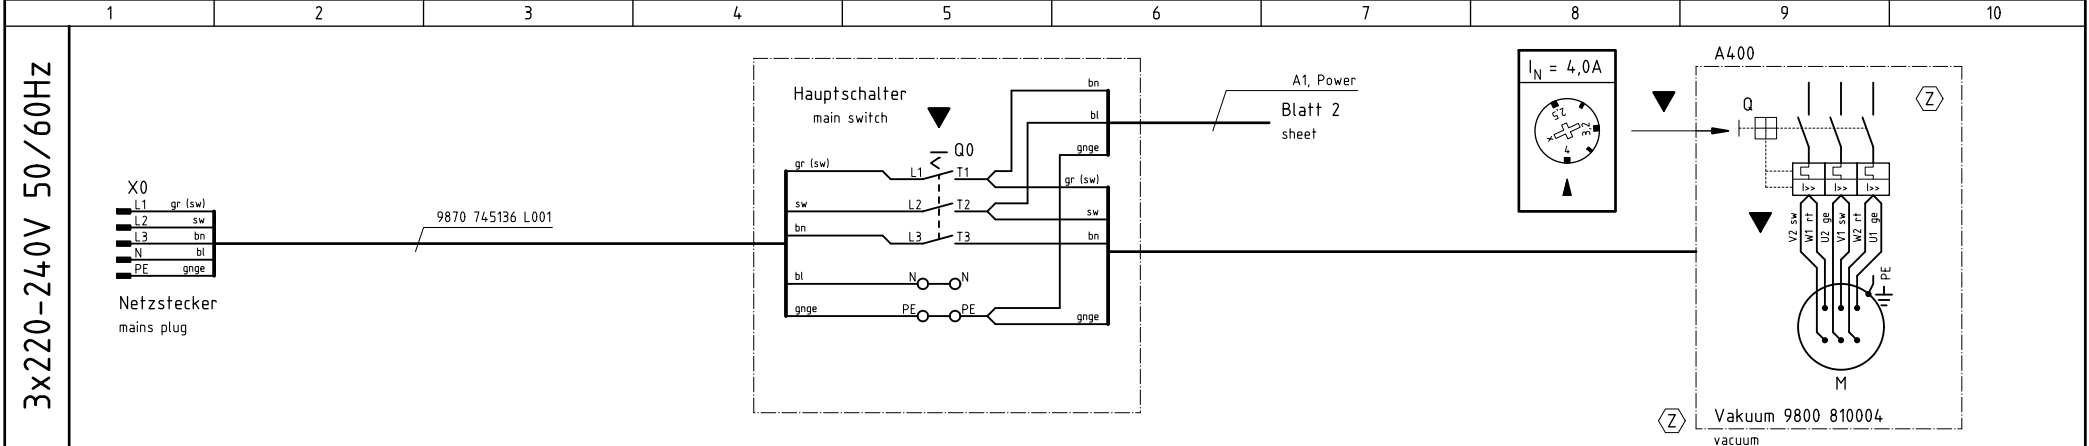 1 2 3 4 5 6 7 8 9 10
3x220-240V 50/60Hz
X0
L1 gr (sw)
L2 sw
L3 bn
N bl
PE gnge
Netzstecker
mains plug
9870 745136 L001
Hauptschalter
main switch
Q0
gr (sw) L1 T1
sw L2 T2
bn L3 T3
bl N N
gnge PE PE
bn
bl
gnge
gr (sw)
sw
bn
gnge
A1, Power
Blatt 2
sheet
IN = 4,0A
2,5
3,2
4
A400
Q
Z
I>> I>> I>>
V2 sw
W1 rt
U2 ge
V1 sw
W2 rt
U1 ge
PE
M
Z
Vakuum 9800 810004
vacuum